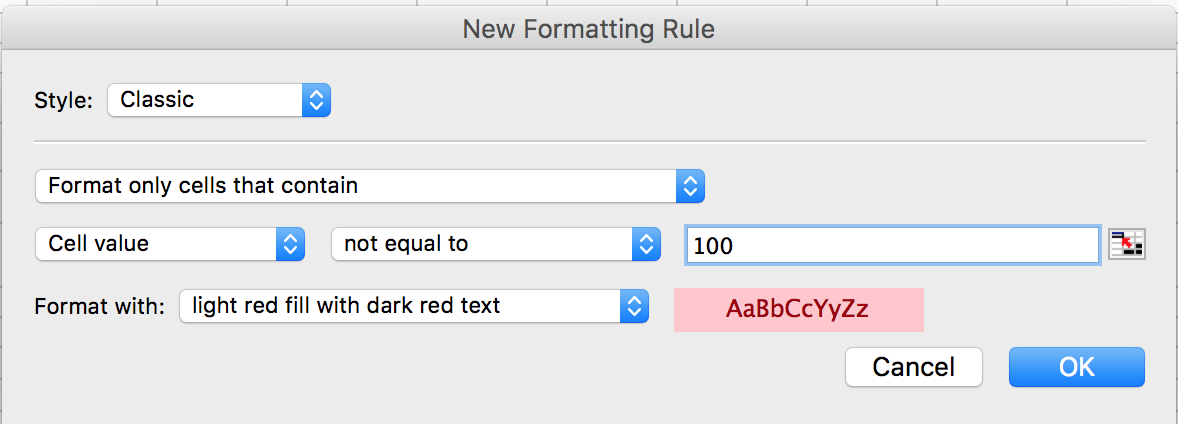 New Formatting Rule
Style: Classic
Format only cells that contain
Cell value not equal to 100
Format with: light red fill with dark red text AaBbCcYyZz
Cancel OK